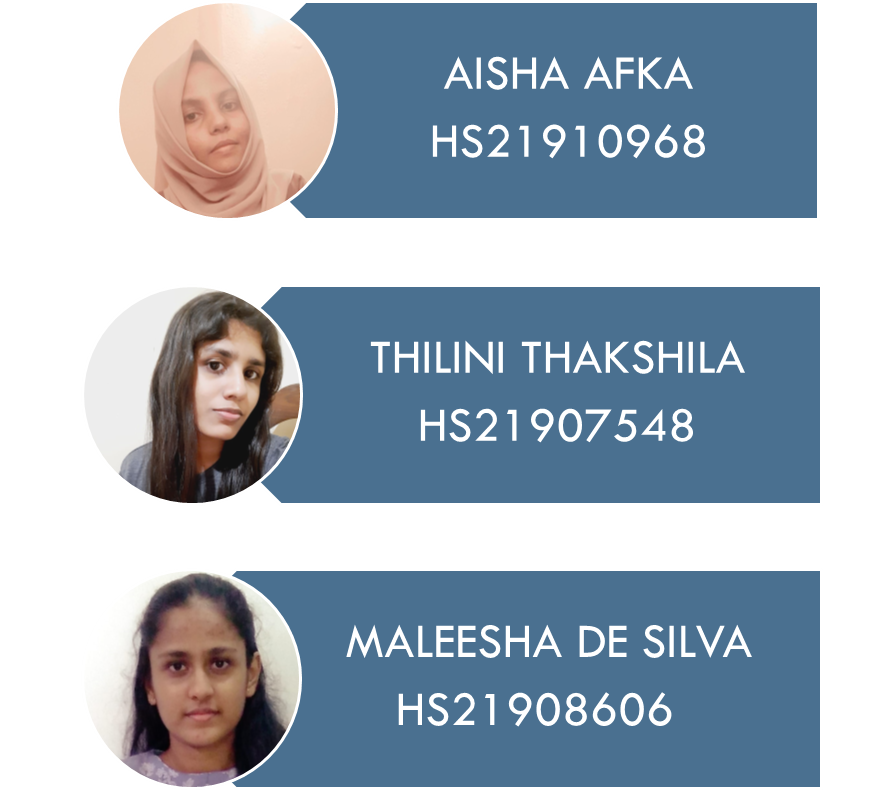 AISHA AFKA
HS21910968
THILINI THAKSHILA
HS21907548
MALEESHA DE SILVA
HS21908606